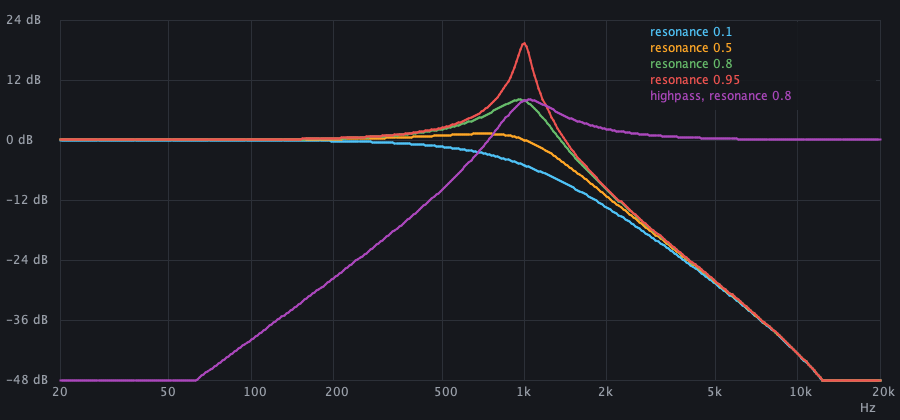 24 dB
resonance 0.1
resonance 0.5
resonance 0.8
resonance 0.95
highpass, resonance 0.8
12 dB
0 dB
−12 dB
−24 dB
−36 dB
−48 dB
20 50 100 200 500 1k 2k 5k 10k 20k
Hz